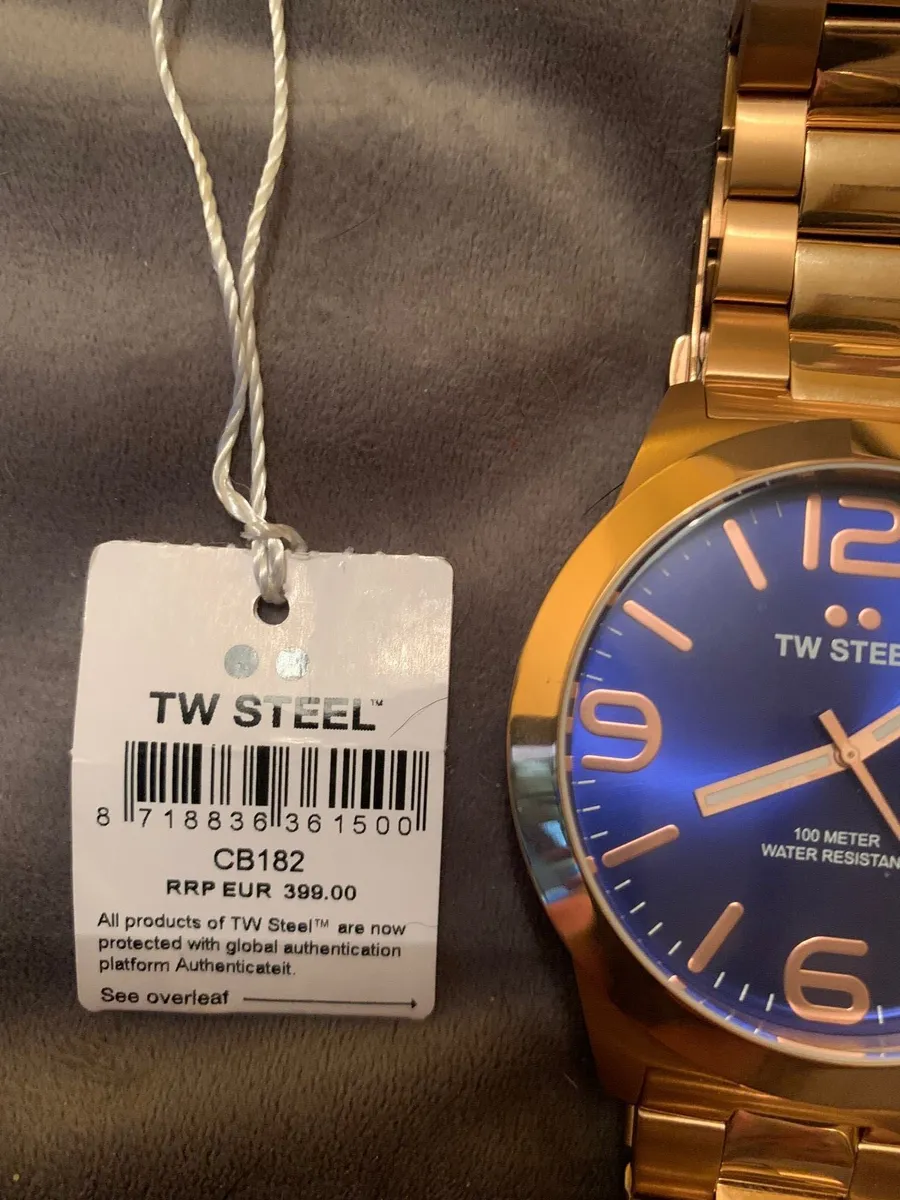 TW STEEL™
8 718836 361500
CB182
RRP EUR 399.00
All products of TW Steel™ are now
protected with global authentication
platform Authenticateit.
See overleaf
12
9
6
TW STEE
100 METER
WATER RESISTAN